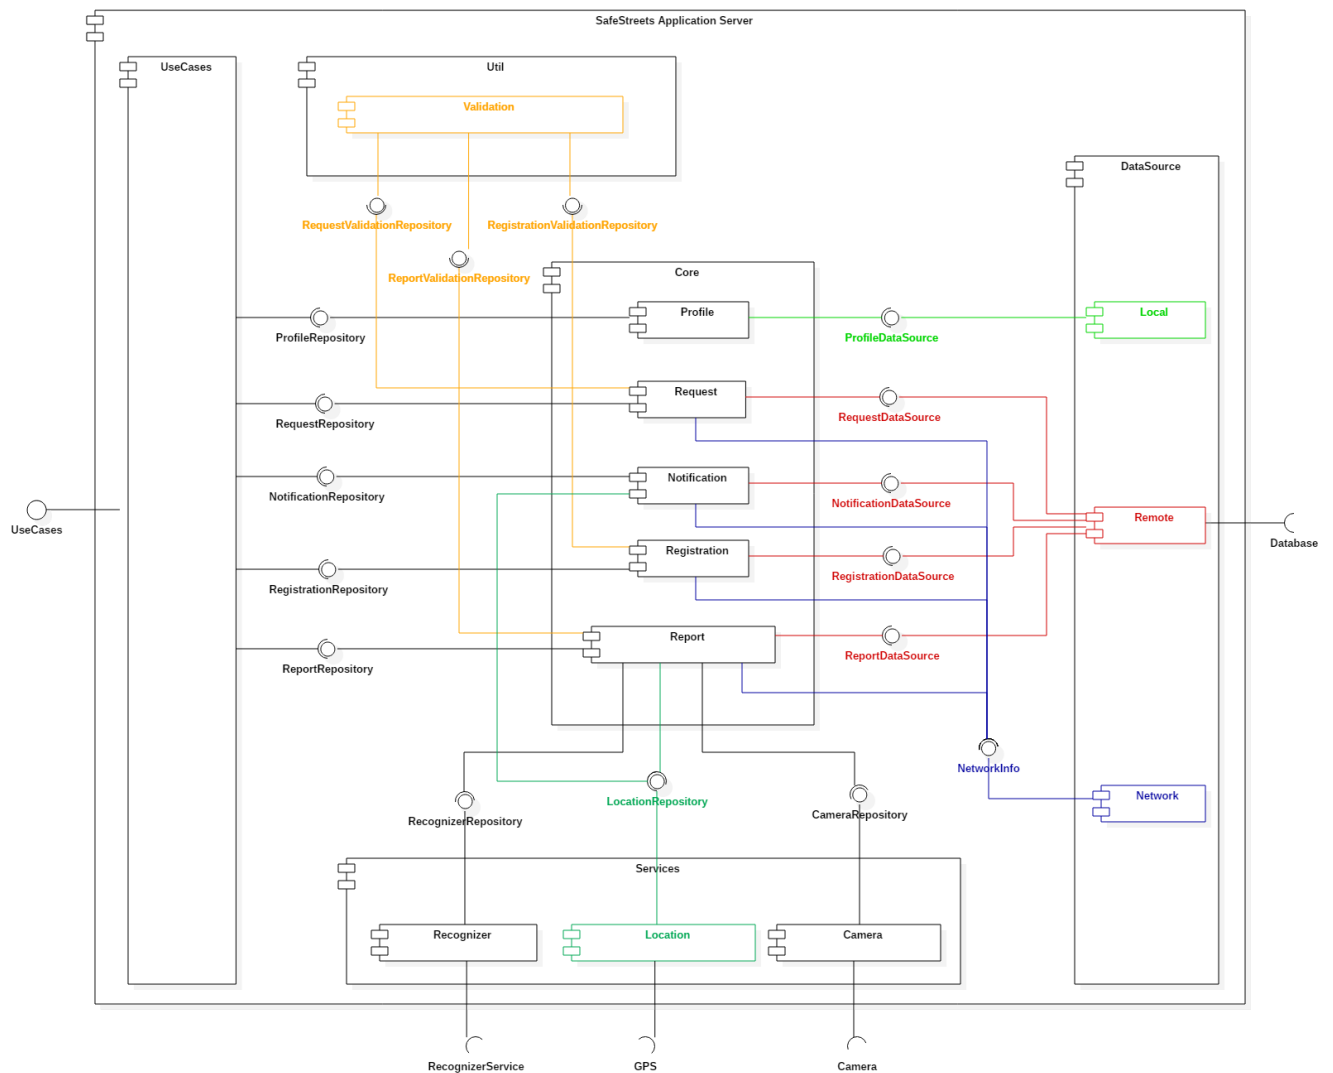 SafeStreets Application Server
UseCases
Util
Validation
DataSource
RequestValidationRepository
RegistrationValidationRepository
ReportValidationRepository
Core
Profile
Local
ProfileRepository
ProfileDataSource
Request
RequestRepository
RequestDataSource
Notification
NotificationRepository
NotificationDataSource
Remote
UseCases
Database
Registration
RegistrationRepository
RegistrationDataSource
Report
ReportRepository
ReportDataSource
NetworkInfo
Network
LocationRepository
RecognizerRepository
CameraRepository
Services
Recognizer
Location
Camera
RecognizerService
GPS
Camera